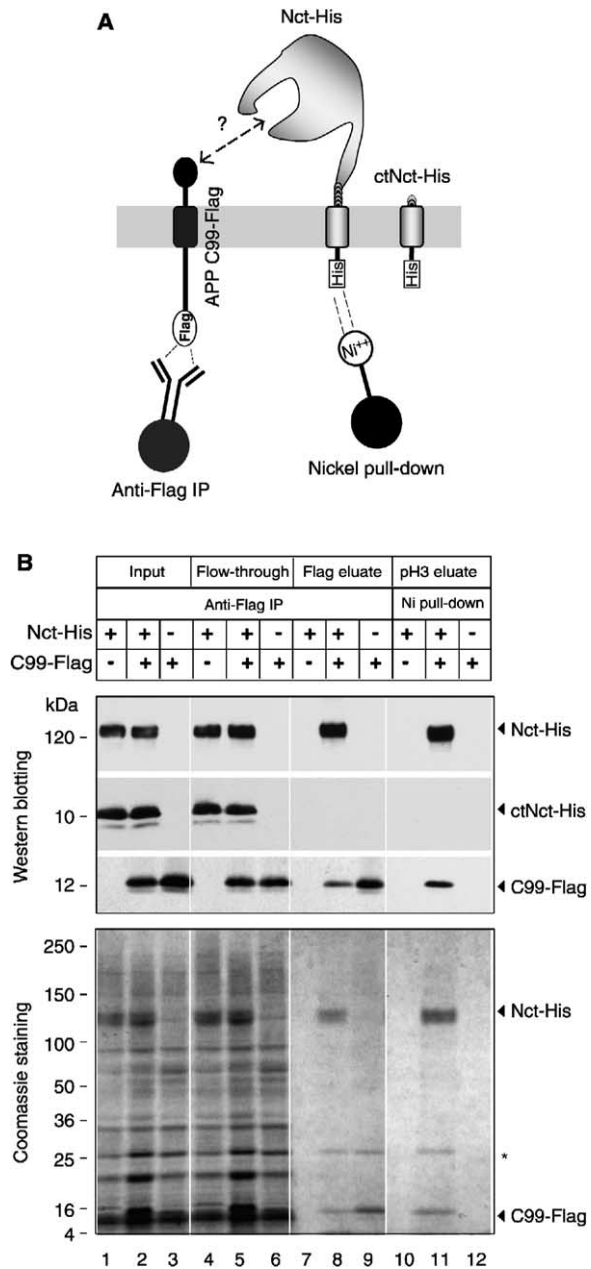 A
Nct-His
?
ctNct-His
APP C99-Flag
His
His
Flag
Ni++
Nickel pull-down
Anti-Flag IP
B
Input Flow-through Flag eluate pH3 eluate
Anti-Flag IP Ni pull-down
Nct-His + + - + + - + + - + + -
C99-Flag - + + - + + - + + - + +
kDa
Western blotting
120 Nct-His
10 ctNct-His
12 C99-Flag
Coomassie staining
250
150
Nct-His
100
50
36
25 *
16 C99-Flag
4
1 2 3 4 5 6 7 8 9 10 11 12